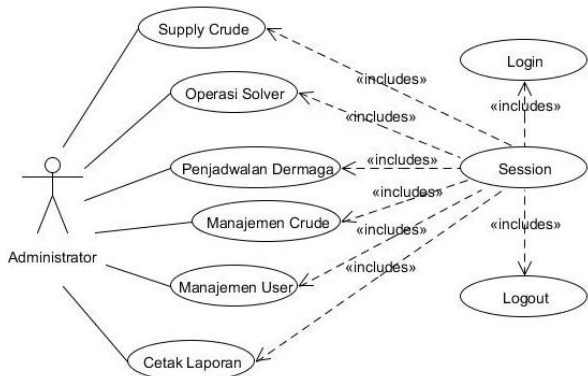 Supply Crude
«includes»
Login
Operasi Solver
«includes»
«includes»
Penjadwalan Dermaga
«includes»
Session
«includes»
Manajemen Crude
«includes»
«includes»
Administrator
«includes»
Manajemen User
Logout
Cetak Laporan